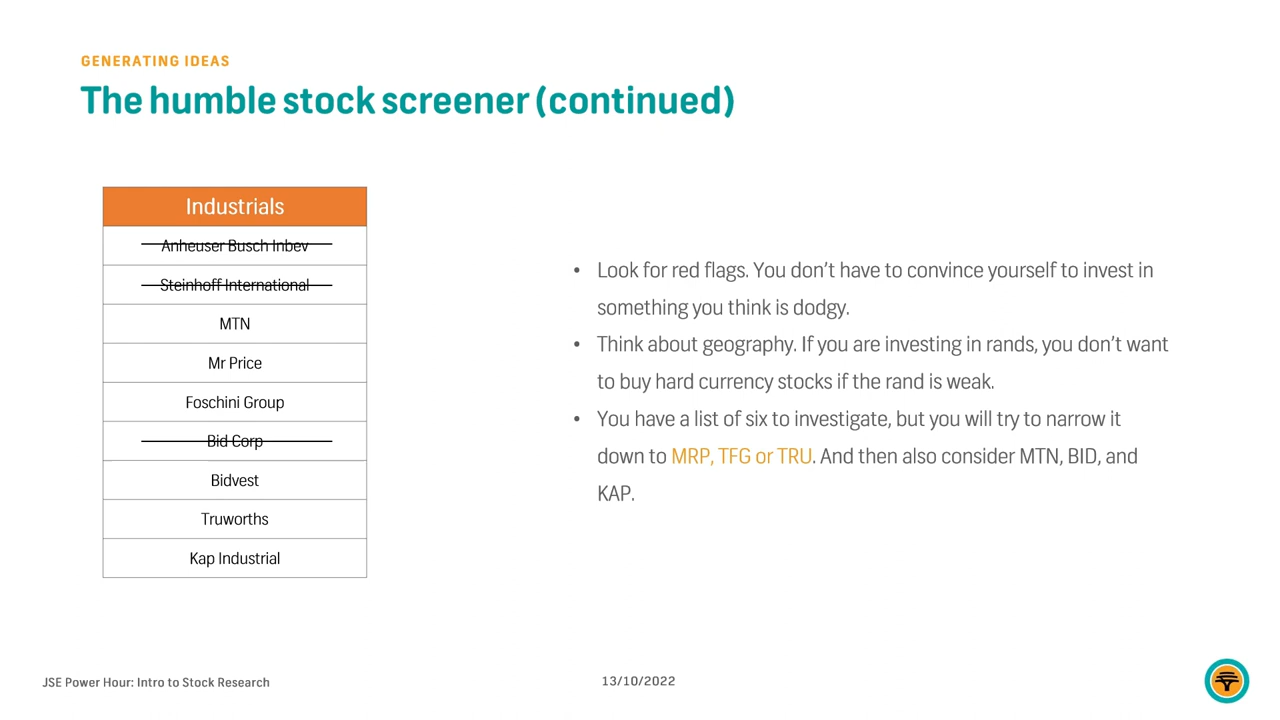 GENERATING IDEAS
The humble stock screener (continued)
Industrials
Anheuser Busch Inbev
Steinhoff International
MTN
Mr Price
Foschini Group
Bid Corp
Bidvest
Truworths
Kap Industrial
• Look for red flags. You don’t have to convince yourself to invest in
something you think is dodgy.
• Think about geography. If you are investing in rands, you don’t want
to buy hard currency stocks if the rand is weak.
• You have a list of six to investigate, but you will try to narrow it
down to MRP, TFG or TRU. And then also consider MTN, BID, and
KAP.
JSE Power Hour: Intro to Stock Research
13/10/2022